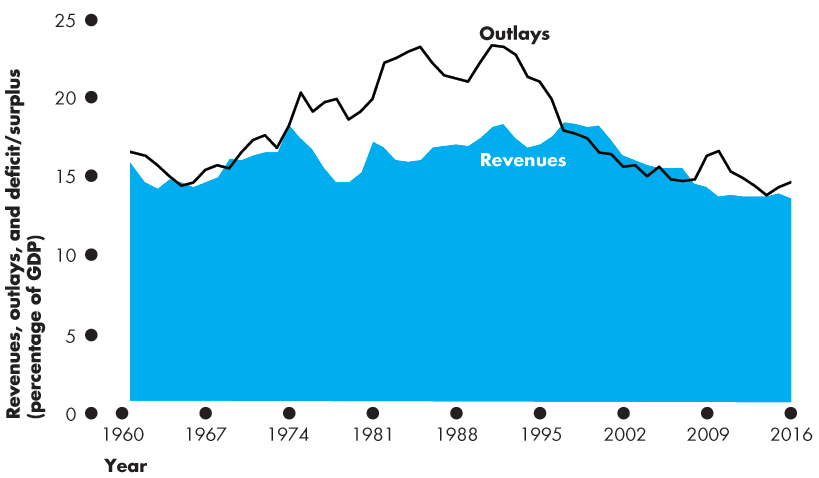 Revenues, outlays, and deficit/surplus
(percentage of GDP)
25
20
15
10
5
0
Outlays
Revenues
1960 1967 1974 1981 1988 1995 2002 2009 2016
Year